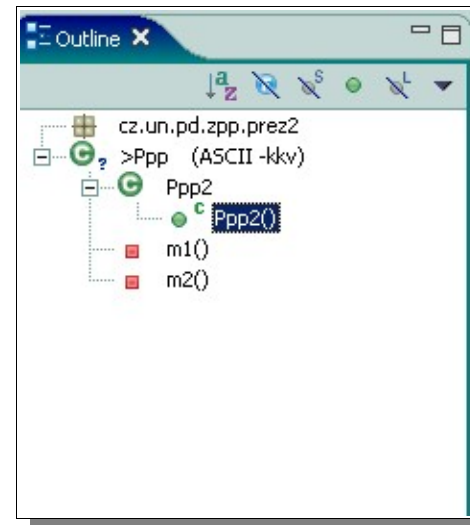 Outline
cz.un.pd.zpp.prez2
>Ppp (ASCII -kkv)
Ppp2
Ppp2()
m1()
m2()